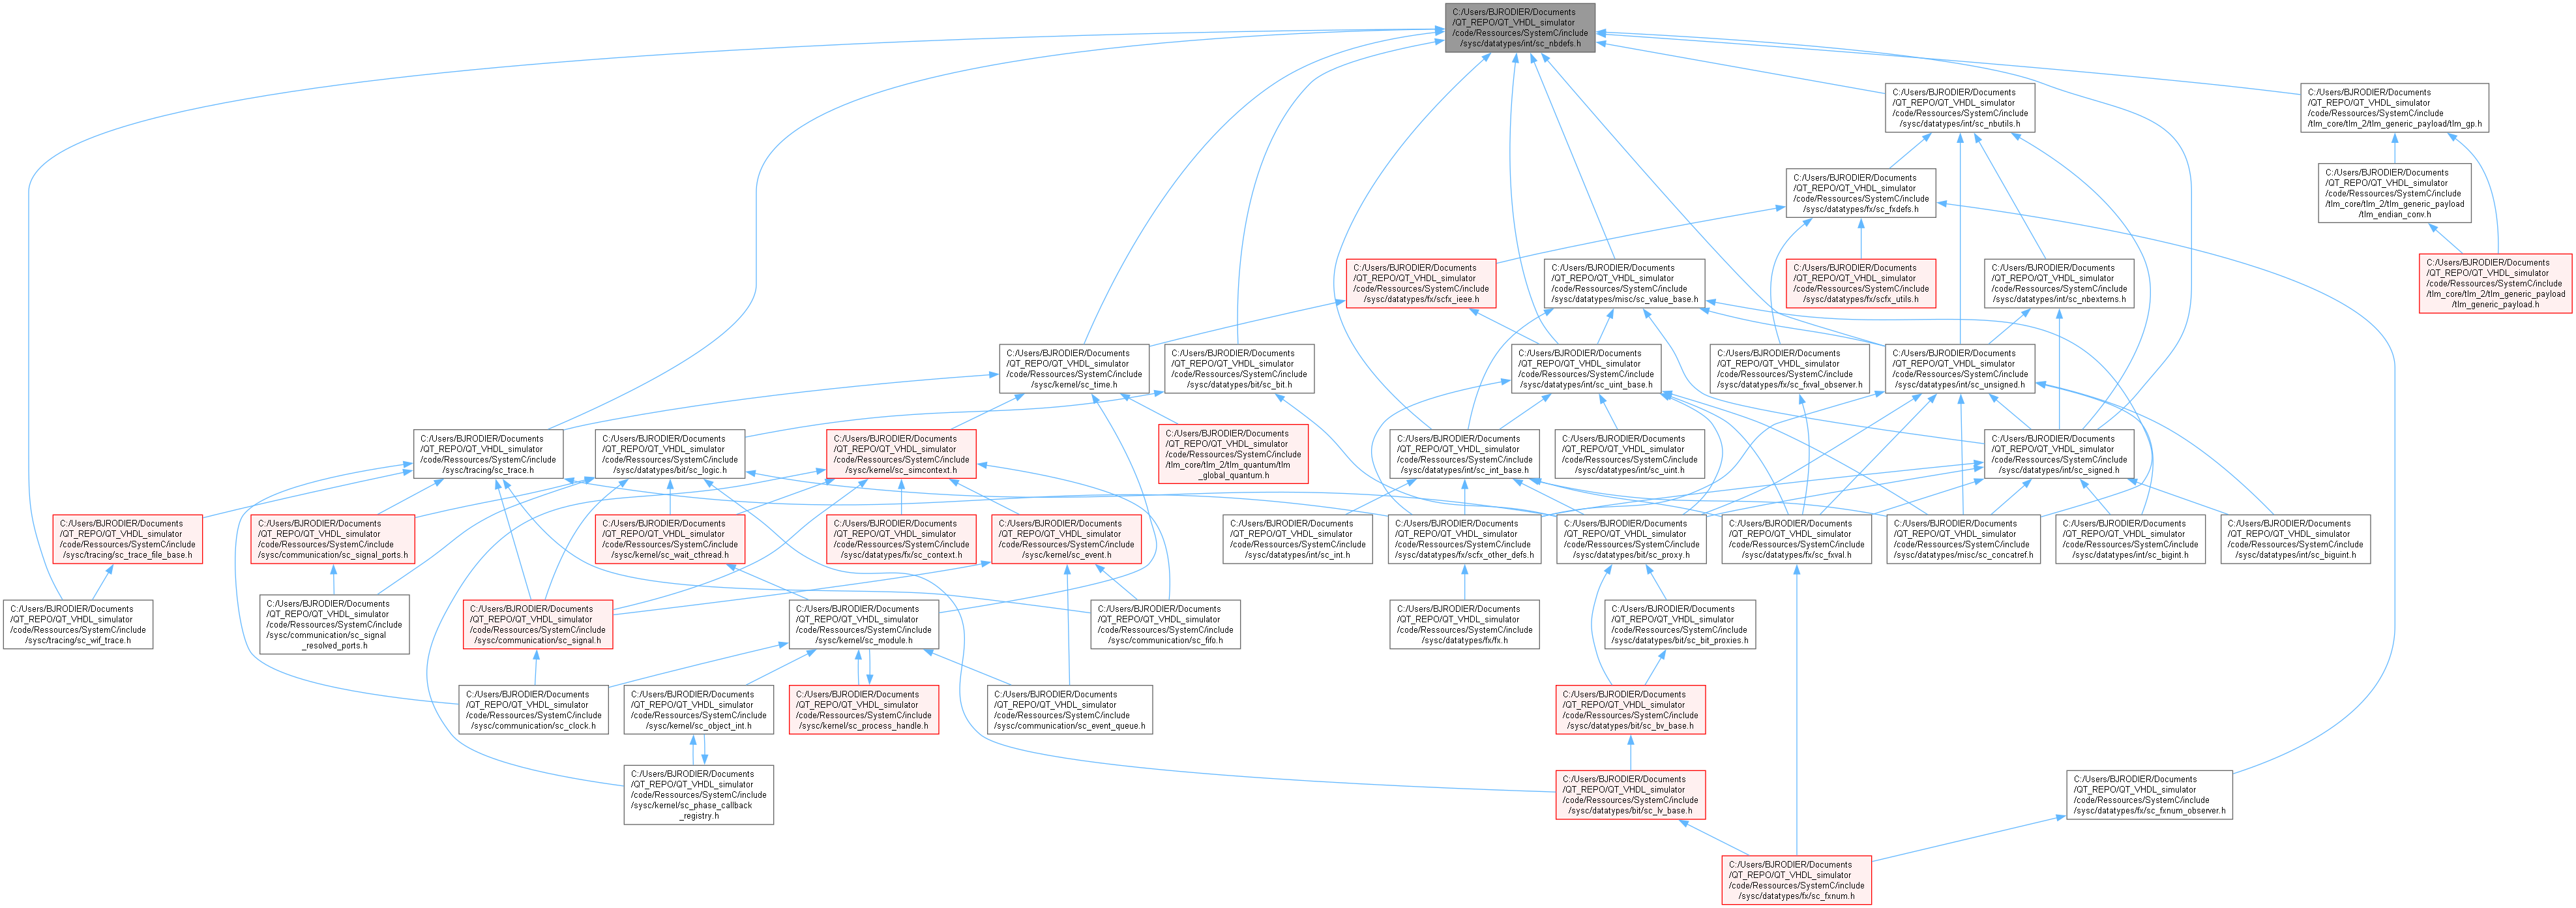 C:/Users/BJRODIER/Documents
/QT_REPO/QT_VHDL_simulator
/code/Ressources/SystemC/include
/sysc/datatypes/int/sc_nbdefs.h
C:/Users/BJRODIER/Documents
/QT_REPO/QT_VHDL_simulator
/code/Ressources/SystemC/include
/sysc/datatypes/int/sc_nbutils.h
C:/Users/BJRODIER/Documents
/QT_REPO/QT_VHDL_simulator
/code/Ressources/SystemC/include
/tlm_core/tlm_2/tlm_generic_payload/tlm_gp.h
C:/Users/BJRODIER/Documents
/QT_REPO/QT_VHDL_simulator
/code/Ressources/SystemC/include
/sysc/datatypes/fx/sc_fxdefs.h
C:/Users/BJRODIER/Documents
/QT_REPO/QT_VHDL_simulator
/code/Ressources/SystemC/include
/tlm_core/tlm_2/tlm_generic_payload
/tlm_endian_conv.h
C:/Users/BJRODIER/Documents
/QT_REPO/QT_VHDL_simulator
/code/Ressources/SystemC/include
/sysc/datatypes/fx/scfx_ieee.h
C:/Users/BJRODIER/Documents
/QT_REPO/QT_VHDL_simulator
/code/Ressources/SystemC/include
/sysc/datatypes/misc/sc_value_base.h
C:/Users/BJRODIER/Documents
/QT_REPO/QT_VHDL_simulator
/code/Ressources/SystemC/include
/sysc/datatypes/fx/scfx_utils.h
C:/Users/BJRODIER/Documents
/QT_REPO/QT_VHDL_simulator
/code/Ressources/SystemC/include
/sysc/datatypes/int/sc_nbexterns.h
C:/Users/BJRODIER/Documents
/QT_REPO/QT_VHDL_simulator
/code/Ressources/SystemC/include
/tlm_core/tlm_2/tlm_generic_payload
/tlm_generic_payload.h
C:/Users/BJRODIER/Documents
/QT_REPO/QT_VHDL_simulator
/code/Ressources/SystemC/include
/sysc/kernel/sc_time.h
C:/Users/BJRODIER/Documents
/QT_REPO/QT_VHDL_simulator
/code/Ressources/SystemC/include
/sysc/datatypes/bit/sc_bit.h
C:/Users/BJRODIER/Documents
/QT_REPO/QT_VHDL_simulator
/code/Ressources/SystemC/include
/sysc/datatypes/int/sc_uint_base.h
C:/Users/BJRODIER/Documents
/QT_REPO/QT_VHDL_simulator
/code/Ressources/SystemC/include
/sysc/datatypes/fx/sc_fxval_observer.h
C:/Users/BJRODIER/Documents
/QT_REPO/QT_VHDL_simulator
/code/Ressources/SystemC/include
/sysc/datatypes/int/sc_unsigned.h
C:/Users/BJRODIER/Documents
/QT_REPO/QT_VHDL_simulator
/code/Ressources/SystemC/include
/sysc/tracing/sc_trace.h
C:/Users/BJRODIER/Documents
/QT_REPO/QT_VHDL_simulator
/code/Ressources/SystemC/include
/sysc/datatypes/bit/sc_logic.h
C:/Users/BJRODIER/Documents
/QT_REPO/QT_VHDL_simulator
/code/Ressources/SystemC/include
/sysc/kernel/sc_simcontext.h
C:/Users/BJRODIER/Documents
/QT_REPO/QT_VHDL_simulator
/code/Ressources/SystemC/include
/tlm_core/tlm_2/tlm_quantum/tlm
_global_quantum.h
C:/Users/BJRODIER/Documents
/QT_REPO/QT_VHDL_simulator
/code/Ressources/SystemC/include
/sysc/datatypes/int/sc_int_base.h
C:/Users/BJRODIER/Documents
/QT_REPO/QT_VHDL_simulator
/code/Ressources/SystemC/include
/sysc/datatypes/int/sc_uint.h
C:/Users/BJRODIER/Documents
/QT_REPO/QT_VHDL_simulator
/code/Ressources/SystemC/include
/sysc/datatypes/int/sc_signed.h
C:/Users/BJRODIER/Documents
/QT_REPO/QT_VHDL_simulator
/code/Ressources/SystemC/include
/sysc/tracing/sc_trace_file_base.h
C:/Users/BJRODIER/Documents
/QT_REPO/QT_VHDL_simulator
/code/Ressources/SystemC/include
/sysc/communication/sc_signal_ports.h
C:/Users/BJRODIER/Documents
/QT_REPO/QT_VHDL_simulator
/code/Ressources/SystemC/include
/sysc/kernel/sc_wait_cthread.h
C:/Users/BJRODIER/Documents
/QT_REPO/QT_VHDL_simulator
/code/Ressources/SystemC/include
/sysc/datatypes/fx/sc_context.h
C:/Users/BJRODIER/Documents
/QT_REPO/QT_VHDL_simulator
/code/Ressources/SystemC/include
/sysc/kernel/sc_event.h
C:/Users/BJRODIER/Documents
/QT_REPO/QT_VHDL_simulator
/code/Ressources/SystemC/include
/sysc/datatypes/int/sc_int.h
C:/Users/BJRODIER/Documents
/QT_REPO/QT_VHDL_simulator
/code/Ressources/SystemC/include
/sysc/datatypes/fx/scfx_other_defs.h
C:/Users/BJRODIER/Documents
/QT_REPO/QT_VHDL_simulator
/code/Ressources/SystemC/include
/sysc/datatypes/bit/sc_proxy.h
C:/Users/BJRODIER/Documents
/QT_REPO/QT_VHDL_simulator
/code/Ressources/SystemC/include
/sysc/datatypes/fx/sc_fxval.h
C:/Users/BJRODIER/Documents
/QT_REPO/QT_VHDL_simulator
/code/Ressources/SystemC/include
/sysc/datatypes/misc/sc_concatref.h
C:/Users/BJRODIER/Documents
/QT_REPO/QT_VHDL_simulator
/code/Ressources/SystemC/include
/sysc/datatypes/int/sc_bigint.h
C:/Users/BJRODIER/Documents
/QT_REPO/QT_VHDL_simulator
/code/Ressources/SystemC/include
/sysc/datatypes/int/sc_biguint.h
C:/Users/BJRODIER/Documents
/QT_REPO/QT_VHDL_simulator
/code/Ressources/SystemC/include
/sysc/tracing/sc_wif_trace.h
C:/Users/BJRODIER/Documents
/QT_REPO/QT_VHDL_simulator
/code/Ressources/SystemC/include
/sysc/communication/sc_signal
_resolved_ports.h
C:/Users/BJRODIER/Documents
/QT_REPO/QT_VHDL_simulator
/code/Ressources/SystemC/include
/sysc/communication/sc_signal.h
C:/Users/BJRODIER/Documents
/QT_REPO/QT_VHDL_simulator
/code/Ressources/SystemC/include
/sysc/kernel/sc_module.h
C:/Users/BJRODIER/Documents
/QT_REPO/QT_VHDL_simulator
/code/Ressources/SystemC/include
/sysc/communication/sc_fifo.h
C:/Users/BJRODIER/Documents
/QT_REPO/QT_VHDL_simulator
/code/Ressources/SystemC/include
/sysc/datatypes/fx/fx.h
C:/Users/BJRODIER/Documents
/QT_REPO/QT_VHDL_simulator
/code/Ressources/SystemC/include
/sysc/datatypes/bit/sc_bit_proxies.h
C:/Users/BJRODIER/Documents
/QT_REPO/QT_VHDL_simulator
/code/Ressources/SystemC/include
/sysc/communication/sc_clock.h
C:/Users/BJRODIER/Documents
/QT_REPO/QT_VHDL_simulator
/code/Ressources/SystemC/include
/sysc/kernel/sc_object_int.h
C:/Users/BJRODIER/Documents
/QT_REPO/QT_VHDL_simulator
/code/Ressources/SystemC/include
/sysc/kernel/sc_process_handle.h
C:/Users/BJRODIER/Documents
/QT_REPO/QT_VHDL_simulator
/code/Ressources/SystemC/include
/sysc/communication/sc_event_queue.h
C:/Users/BJRODIER/Documents
/QT_REPO/QT_VHDL_simulator
/code/Ressources/SystemC/include
/sysc/datatypes/bit/sc_bv_base.h
C:/Users/BJRODIER/Documents
/QT_REPO/QT_VHDL_simulator
/code/Ressources/SystemC/include
/sysc/kernel/sc_phase_callback
_registry.h
C:/Users/BJRODIER/Documents
/QT_REPO/QT_VHDL_simulator
/code/Ressources/SystemC/include
/sysc/datatypes/bit/sc_lv_base.h
C:/Users/BJRODIER/Documents
/QT_REPO/QT_VHDL_simulator
/code/Ressources/SystemC/include
/sysc/datatypes/fx/sc_fxnum_observer.h
C:/Users/BJRODIER/Documents
/QT_REPO/QT_VHDL_simulator
/code/Ressources/SystemC/include
/sysc/datatypes/fx/sc_fxnum.h